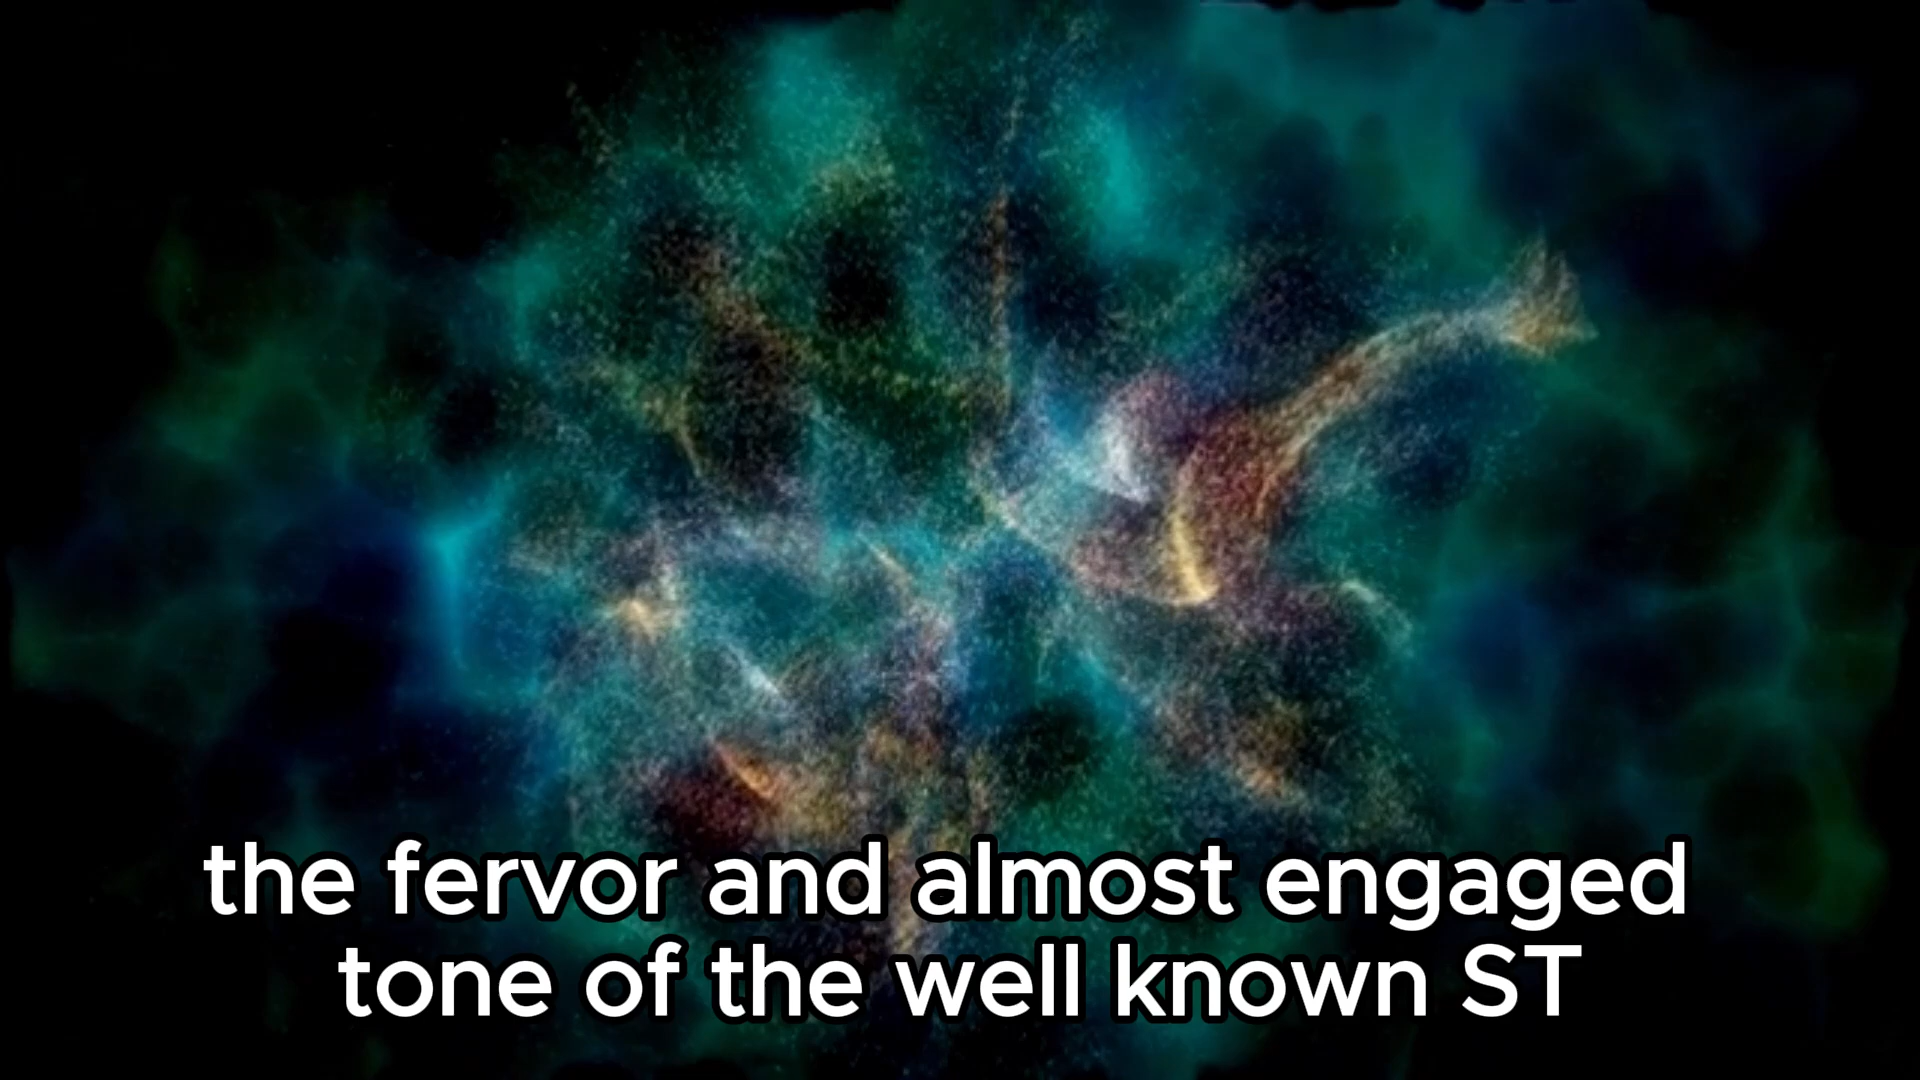 the fervor and almost engaged
tone of the well known ST